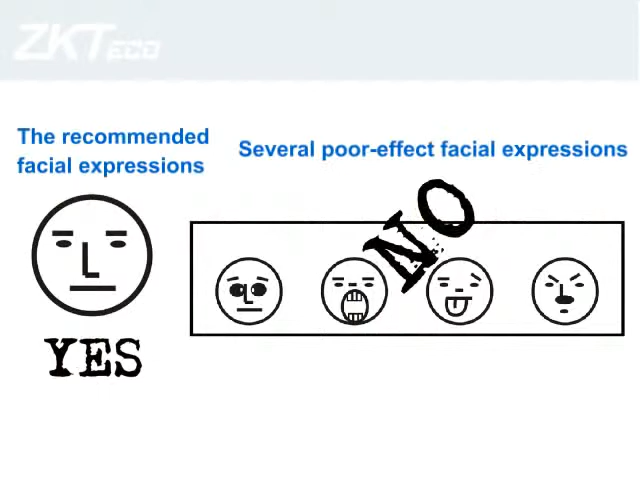 ZKTECO
The recommended
facial expressions
Several poor-effect facial expressions
NO
YES